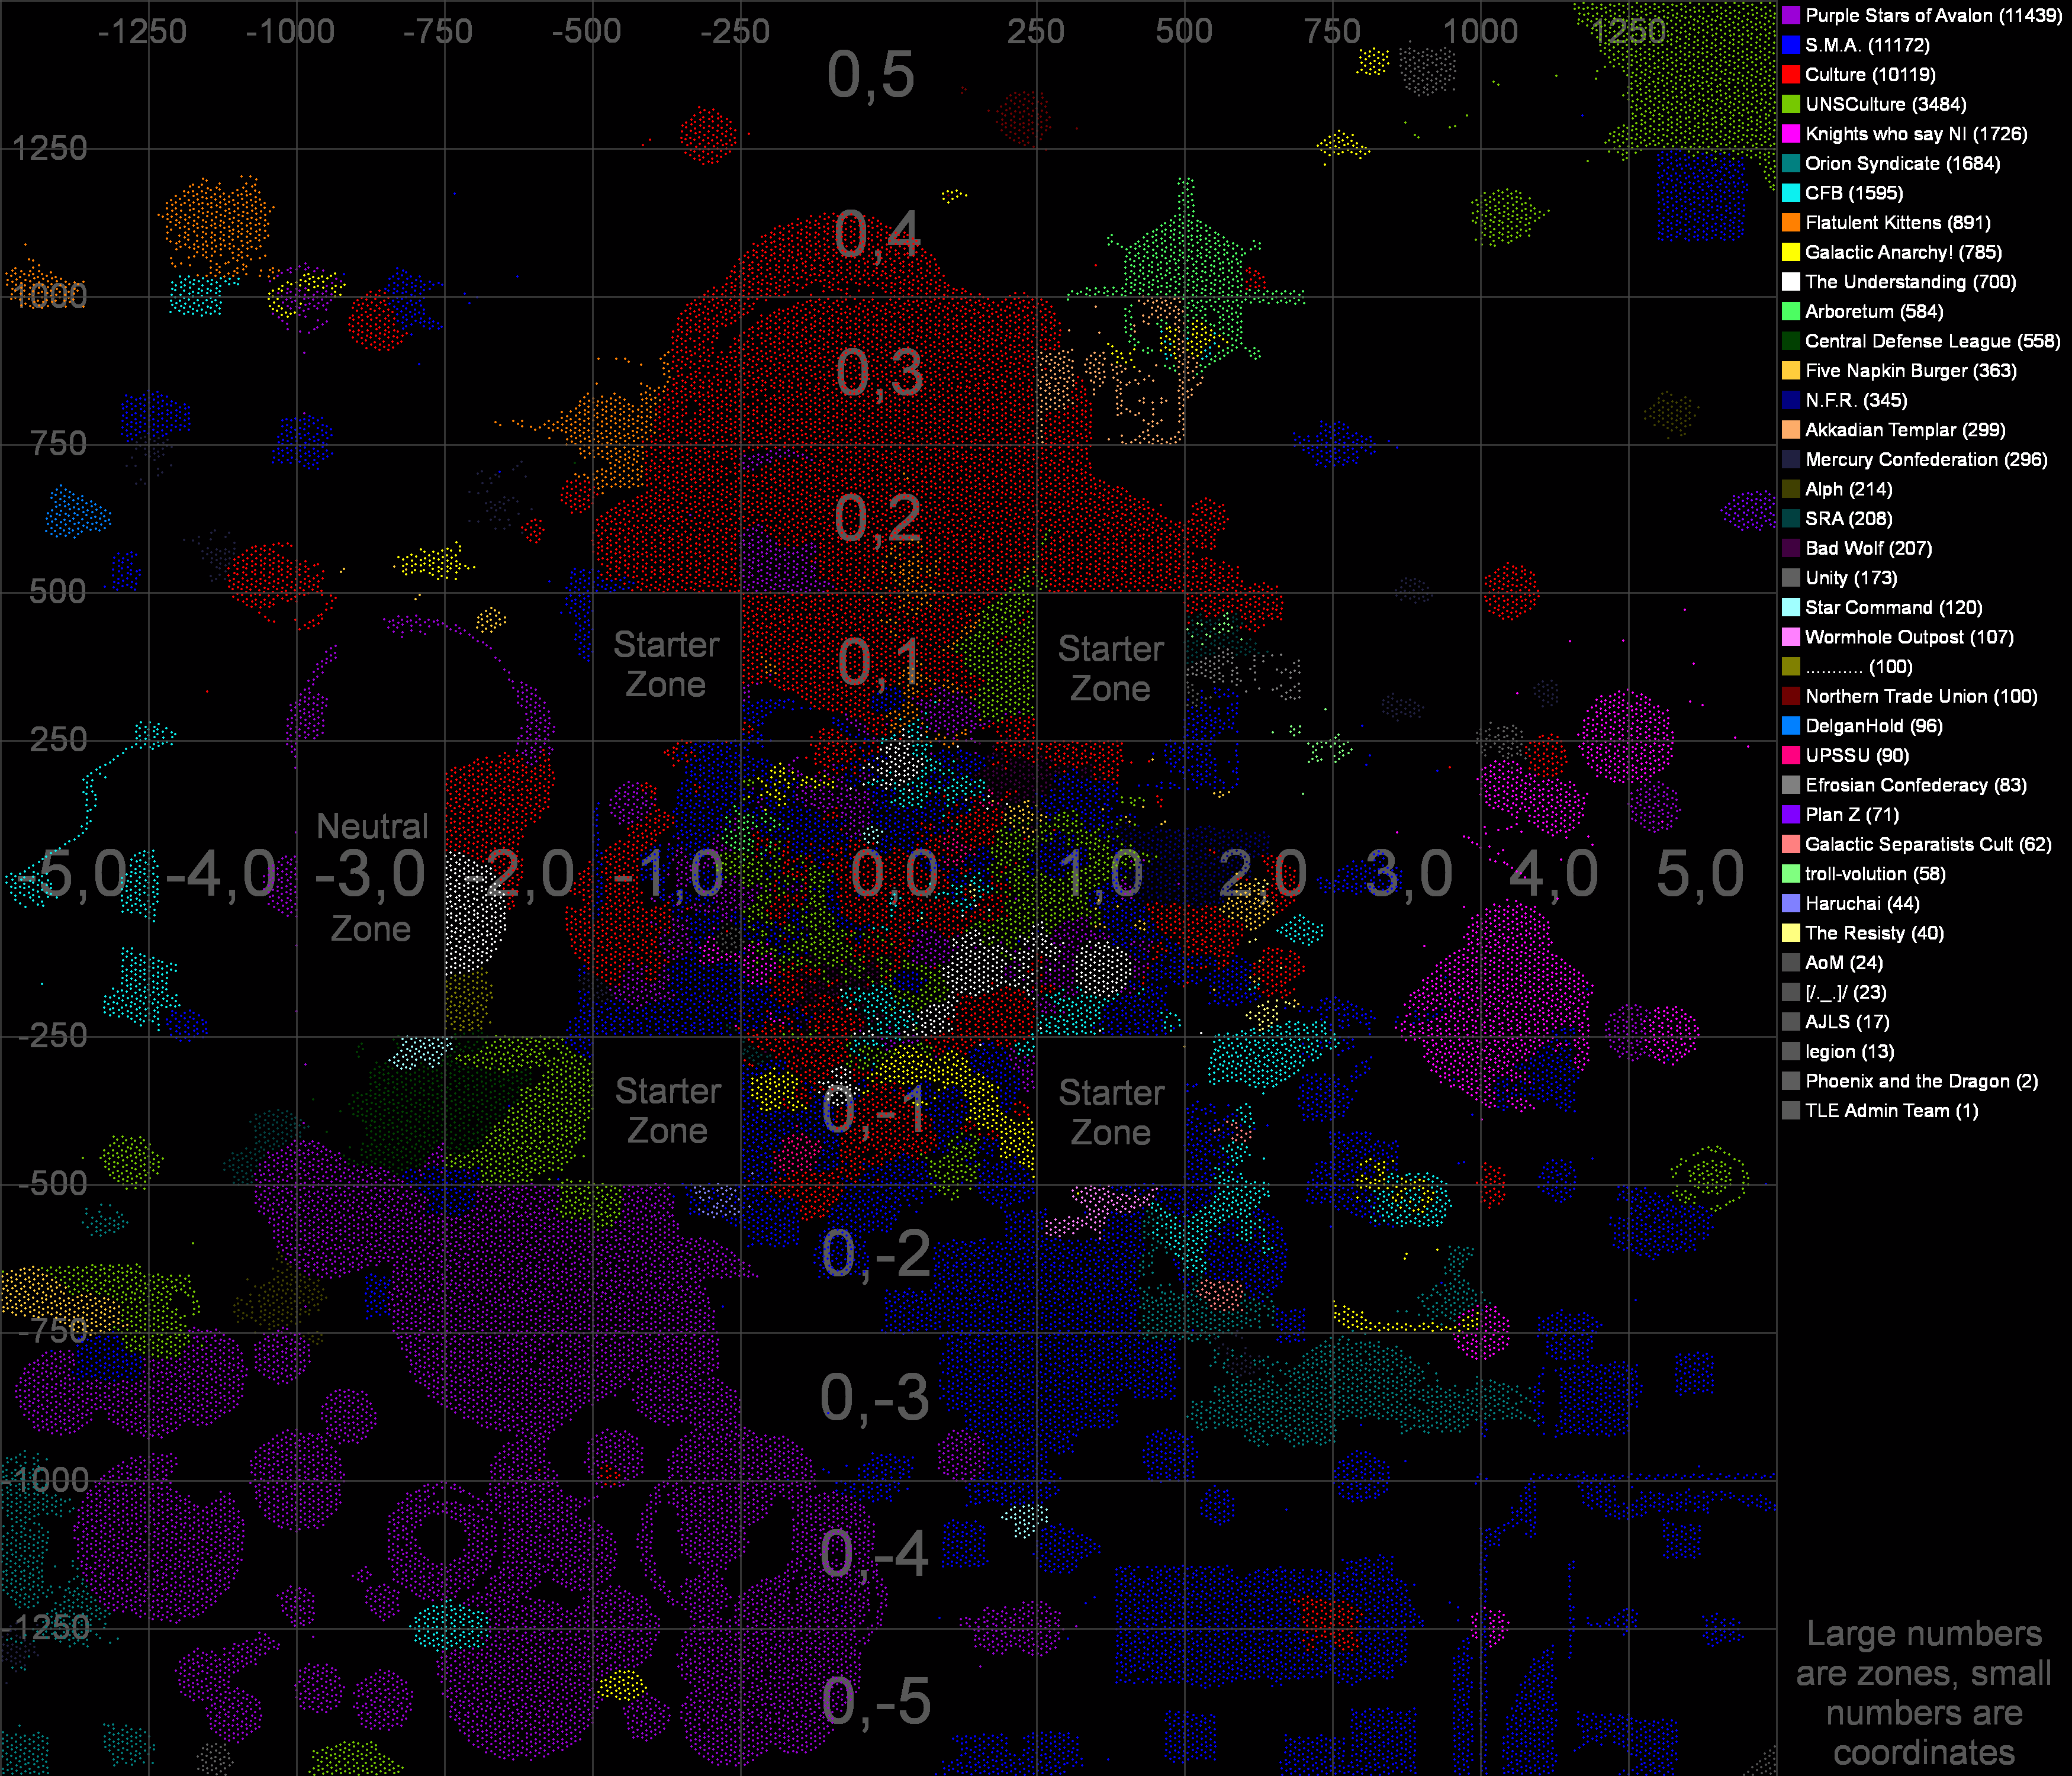 -1250 -1000 -750 -500 -250 250 500 750 1000 1250
0,5
1250
0,4
1000
0,3
750
0,2
500
Starter
Zone
0,1
Starter
Zone
250
Neutral
Zone
-5,0 -4,0 -3,0 -2,0 -1,0 0,0 1,0 2,0 3,0 4,0 5,0
-250
Starter
Zone
0,-1
Starter
Zone
-500
0,-2
-750
0,-3
-1000
0,-4
-1250
0,-5
Purple Stars of Avalon (11439)
S.M.A. (11172)
Culture (10119)
UNSCulture (3484)
Knights who say NI (1726)
Orion Syndicate (1684)
CFB (1595)
Flatulent Kittens (891)
Galactic Anarchy! (785)
The Understanding (700)
Arboretum (584)
Central Defense League (558)
Five Napkin Burger (363)
N.F.R. (345)
Akkadian Templar (299)
Mercury Confederation (296)
Alph (214)
SRA (208)
Bad Wolf (207)
Unity (173)
Star Command (120)
Wormhole Outpost (107)
........... (100)
Northern Trade Union (100)
DelganHold (96)
UPSSU (90)
Efrosian Confederacy (83)
Plan Z (71)
Galactic Separatists Cult (62)
troll-volution (58)
Haruchai (44)
The Resisty (40)
AoM (24)
[/._.]/ (23)
AJLS (17)
legion (13)
Phoenix and the Dragon (2)
TLE Admin Team (1)
Large numbers
are zones, small
numbers are
coordinates